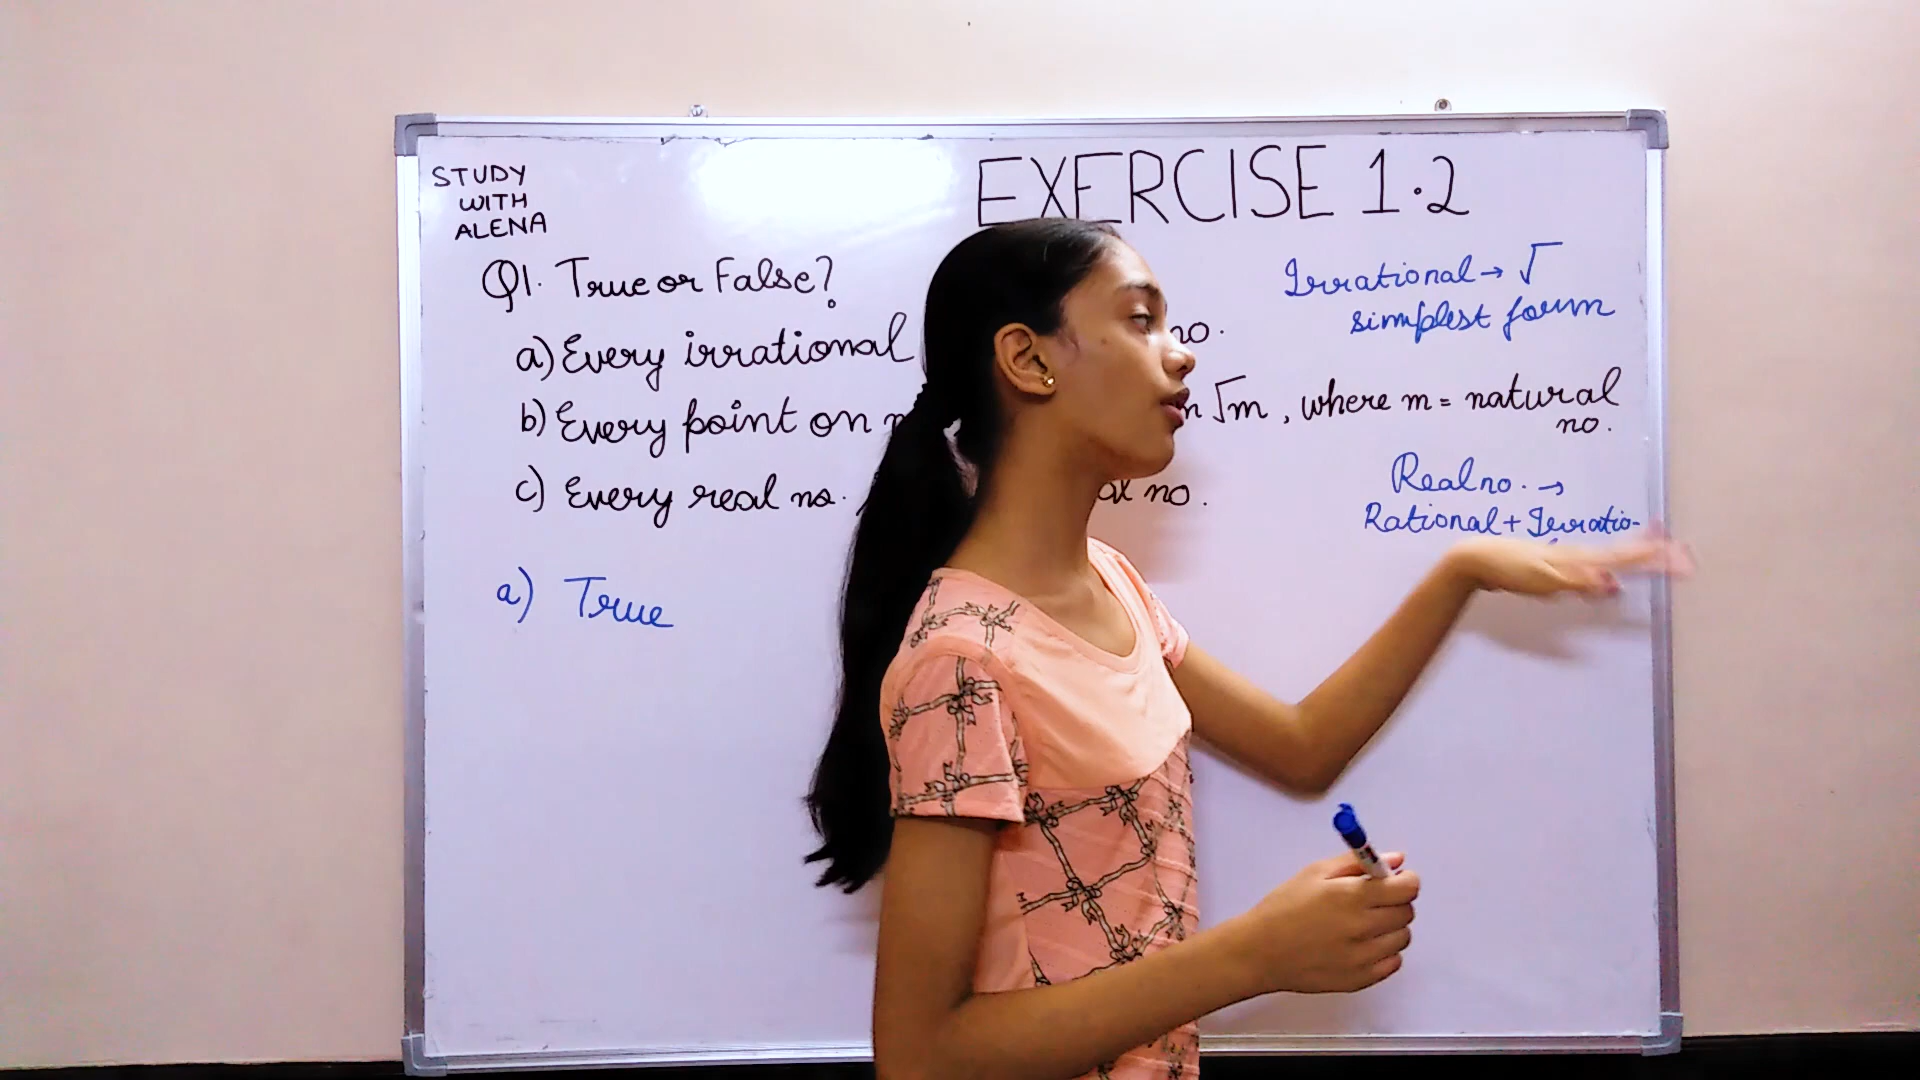 STUDY
WITH
ALENA
EXERCISE 1.2
Q1. True or False?
Irrational → √
simplest form
a) Every irrational no.
b) Every point on √m, where m = natural
no.
c) Every real no. no.
Real no. →
Rational + Irratio-
a) True